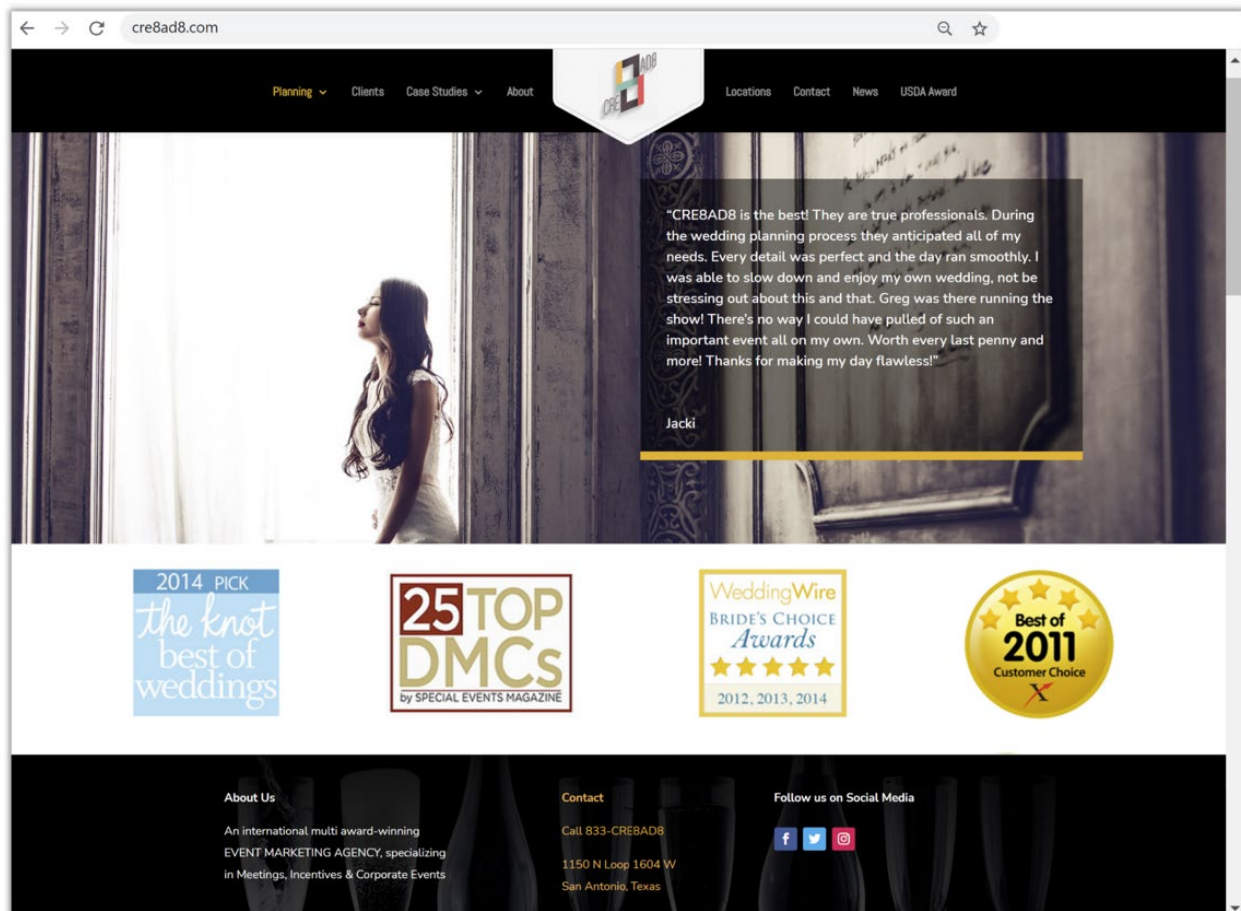 cre8ad8.com
Planning
Clients
Case Studies
About
CRE
AD8
Locations
Contact
News
USDA Award
“CRE8AD8 is the best! They are true professionals. During
the wedding planning process they anticipated all of my
needs. Every detail was perfect and the day ran smoothly. I
was able to slow down and enjoy my own wedding, not be
stressing out about this and that. Greg was there running the
show! There’s no way I could have pulled of such an
important event all on my own. Worth every last penny and
more! Thanks for making my day flawless!”
Jacki
2014 PICK
the knot
best of
weddings
25 TOP
DMCs
by SPECIAL EVENTS MAGAZINE
WeddingWire
BRIDE'S CHOICE
Awards
2012, 2013, 2014
Best of
2011
Customer Choice
X
About Us
An international multi award-winning
EVENT MARKETING AGENCY, specializing
in Meetings, Incentives & Corporate Events
Contact
Call 833-CRE8AD8
1150 N Loop 1604 W
San Antonio, Texas
Follow us on Social Media